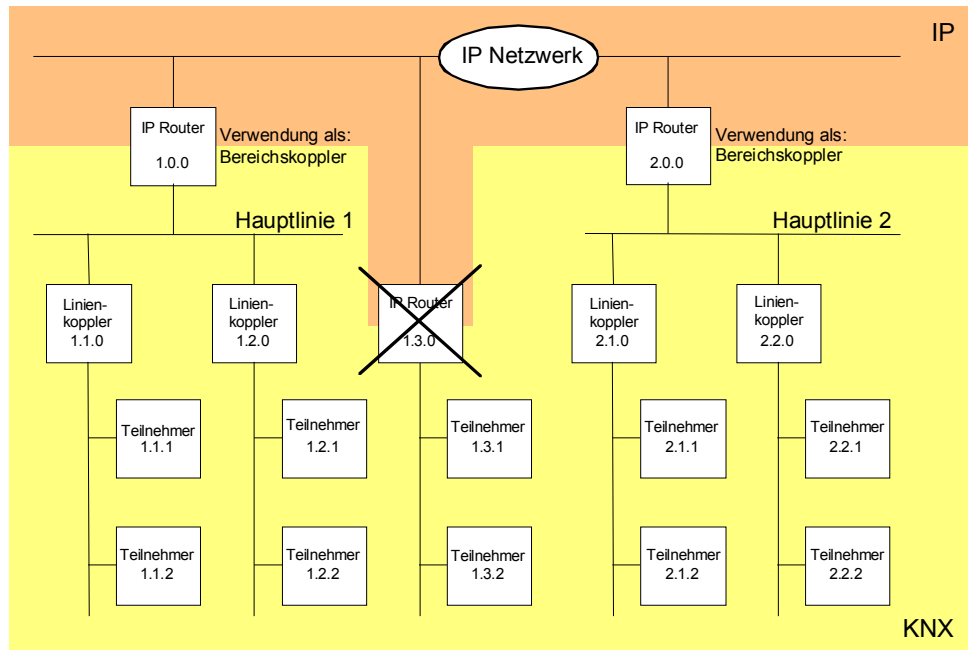 IP
IP Netzwerk
IP Router
1.0.0
Verwendung als:
Bereichskoppler
IP Router
2.0.0
Verwendung als:
Bereichskoppler
Hauptlinie 1
Hauptlinie 2
Linien-
koppler
1.1.0
Linien-
koppler
1.2.0
IP Router
1.3.0
Linien-
koppler
2.1.0
Linien-
koppler
2.2.0
Teilnehmer
1.1.1
Teilnehmer
1.2.1
Teilnehmer
1.3.1
Teilnehmer
2.1.1
Teilnehmer
2.2.1
Teilnehmer
1.1.2
Teilnehmer
1.2.2
Teilnehmer
1.3.2
Teilnehmer
2.1.2
Teilnehmer
2.2.2
KNX